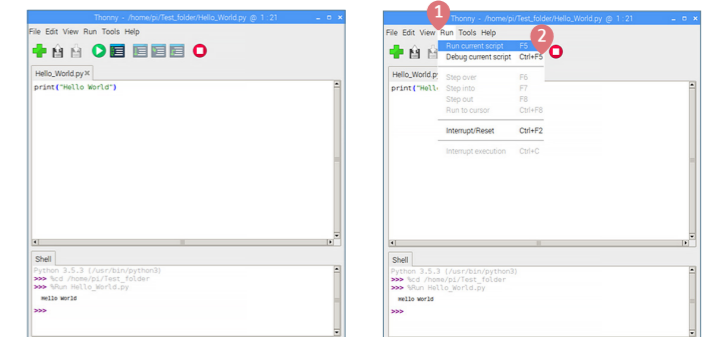 Thonny - /home/pi/Test_folder/Hello_World.py @ 1 : 21
File Edit View Run Tools Help
Hello_World.py
print("Hello World")
Shell
Python 3.5.3 (/usr/bin/python3)
>>> %cd /home/pi/Test_folder
>>> %Run Hello_World.py
Hello World
>>>
1
Thonny - /home/pi/Test_folder/Hello_World.py @ 1 : 21
File Edit View Run Tools Help
2
Run current script F5
Debug current script Ctrl+F5
Step over F6
Step into F7
Step out F8
Run to cursor Ctrl+F8
Interrupt/Reset Ctrl+F2
Interrupt execution Ctrl+C
Hello_World.p
print("Hell
Shell
Python 3.5.3 (/usr/bin/python3)
>>> %cd /home/pi/Test_folder
>>> %Run Hello_World.py
Hello World
>>>